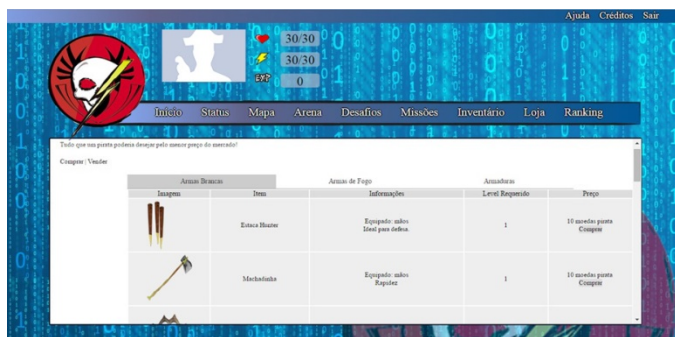 Ajuda Créditos Sair
30/30
30/30
EXP 0
Inicio Status Mapa Arena Desafios Missões Inventário Loja Ranking
Tudo que um pirata poderia desejar pelo menor preço do mercado!
Comprar | Vender
Armas Brancas Armas de Fogo Armaduras
Imagem Item Informações Level Requerido Preço
Estaca Hunter Equipado: mãos 1 10 moedas pirata
Ideal para defesa. Comprar
Machadinha Equipado: mãos 1 10 moedas pirata
Rapidez Comprar